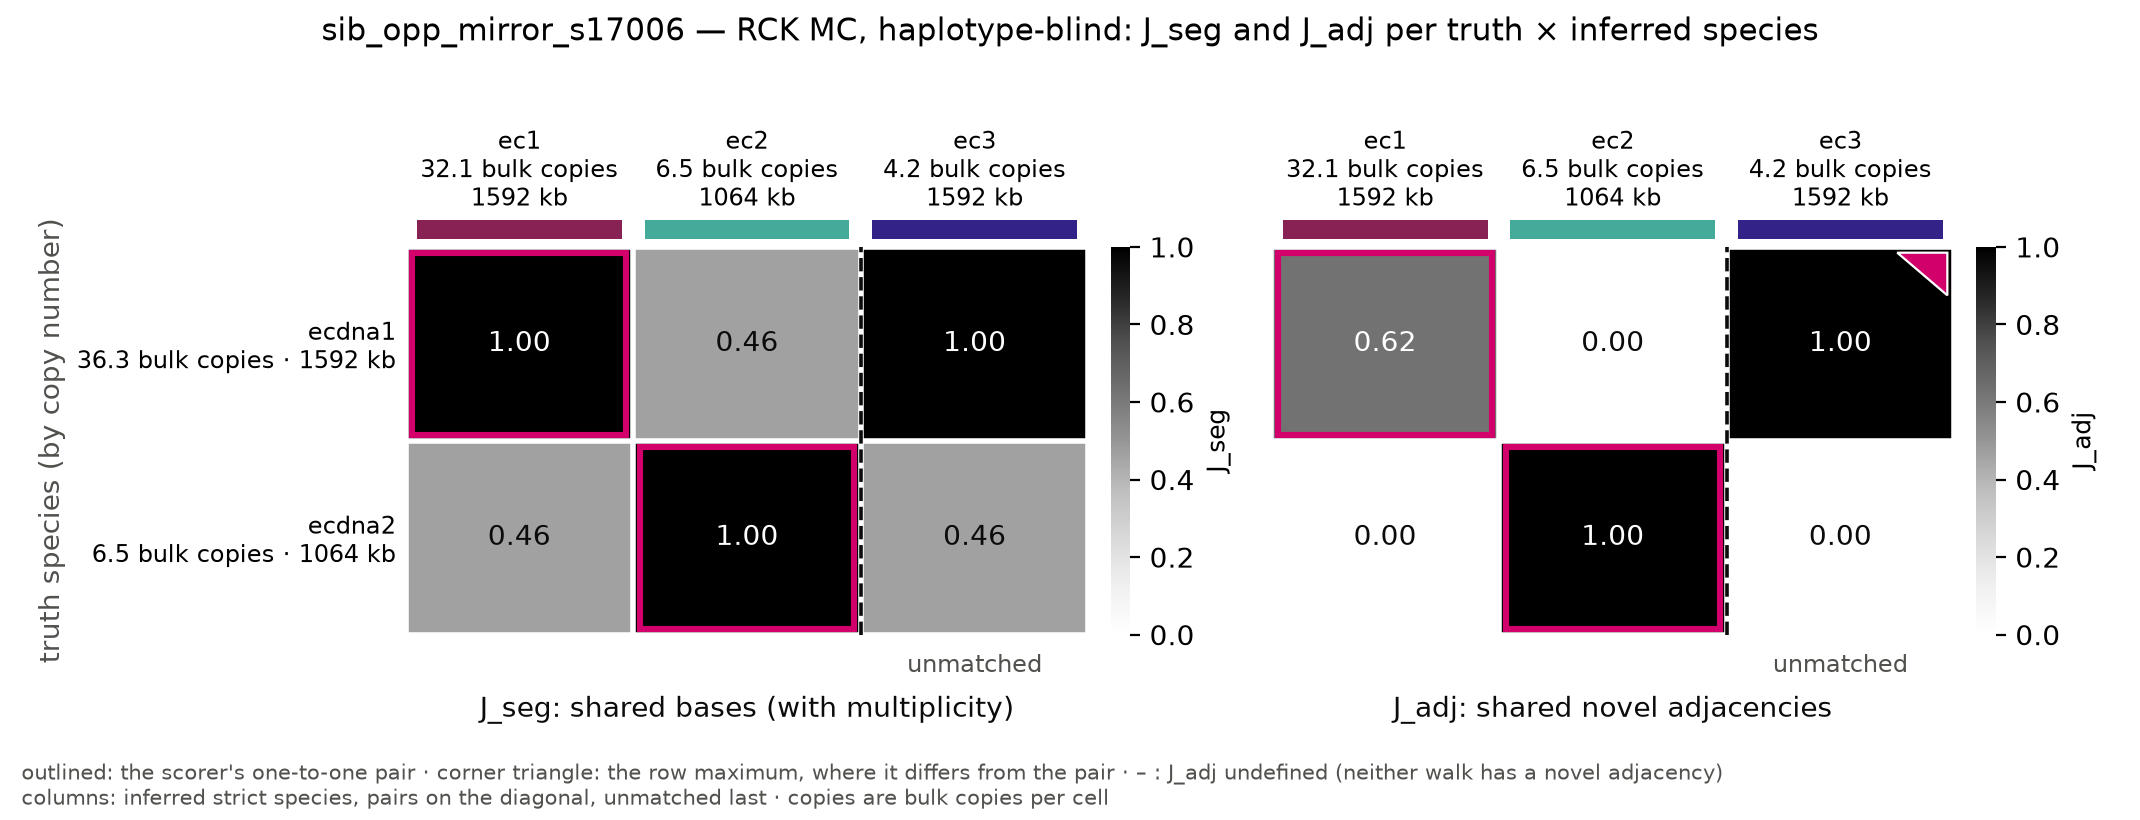 sib_opp_mirror_s17006 — RCK MC, haplotype-blind: J_seg and J_adj per truth × inferred species
ec1
32.1 bulk copies
1592 kb
ec2
6.5 bulk copies
1064 kb
ec3
4.2 bulk copies
1592 kb
truth species (by copy number)
ecdna1
36.3 bulk copies · 1592 kb
1.00
0.46
1.00
ecdna2
6.5 bulk copies · 1064 kb
0.46
1.00
0.46
unmatched
1.0
0.8
0.6
0.4
0.2
0.0
J_seg
J_seg: shared bases (with multiplicity)
ec1
32.1 bulk copies
1592 kb
ec2
6.5 bulk copies
1064 kb
ec3
4.2 bulk copies
1592 kb
0.62
0.00
1.00
0.00
1.00
0.00
unmatched
1.0
0.8
0.6
0.4
0.2
0.0
J_adj
J_adj: shared novel adjacencies
outlined: the scorer's one-to-one pair · corner triangle: the row maximum, where it differs from the pair · – : J_adj undefined (neither walk has a novel adjacency)
columns: inferred strict species, pairs on the diagonal, unmatched last · copies are bulk copies per cell